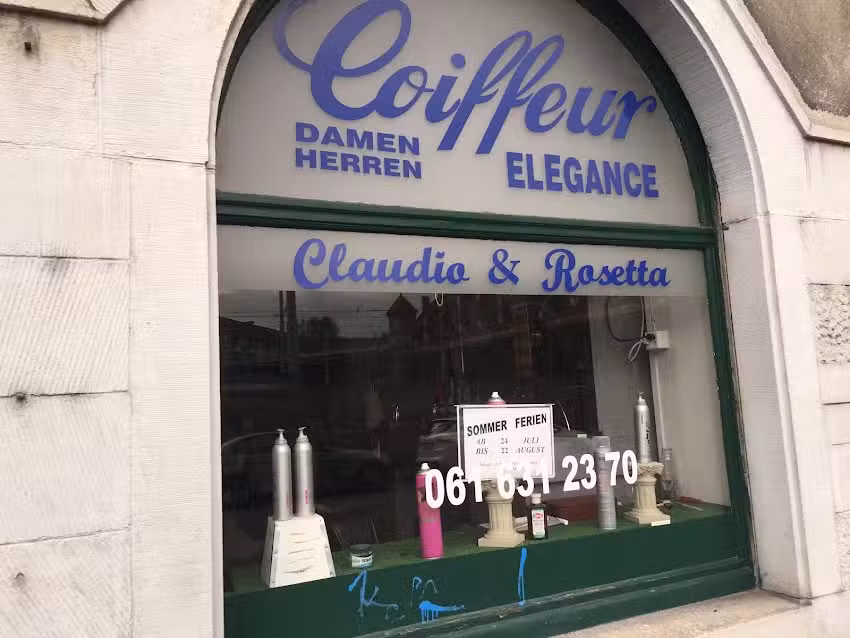 Coiffeur
DAMEN
HERREN
ELEGANCE
Claudio & Rosetta
SOMMER FERIEN
AB 24 JULI
BIS 22 AUGUST
061 631 23 70